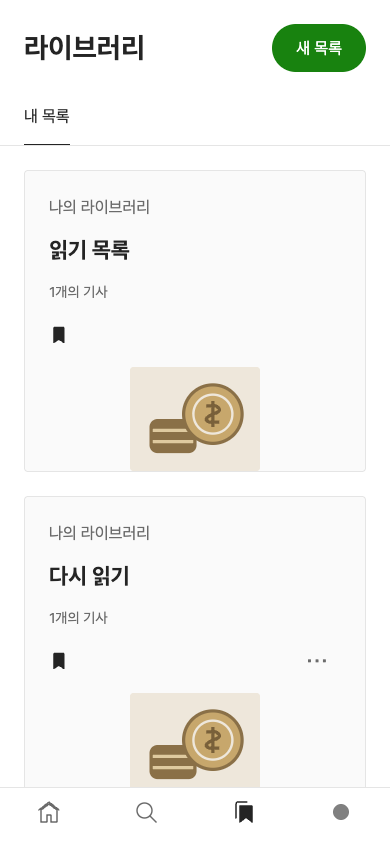 라이브러리
새 목록
내 목록
나의 라이브러리
읽기 목록
1개의 기사
나의 라이브러리
다시 읽기
1개의 기사